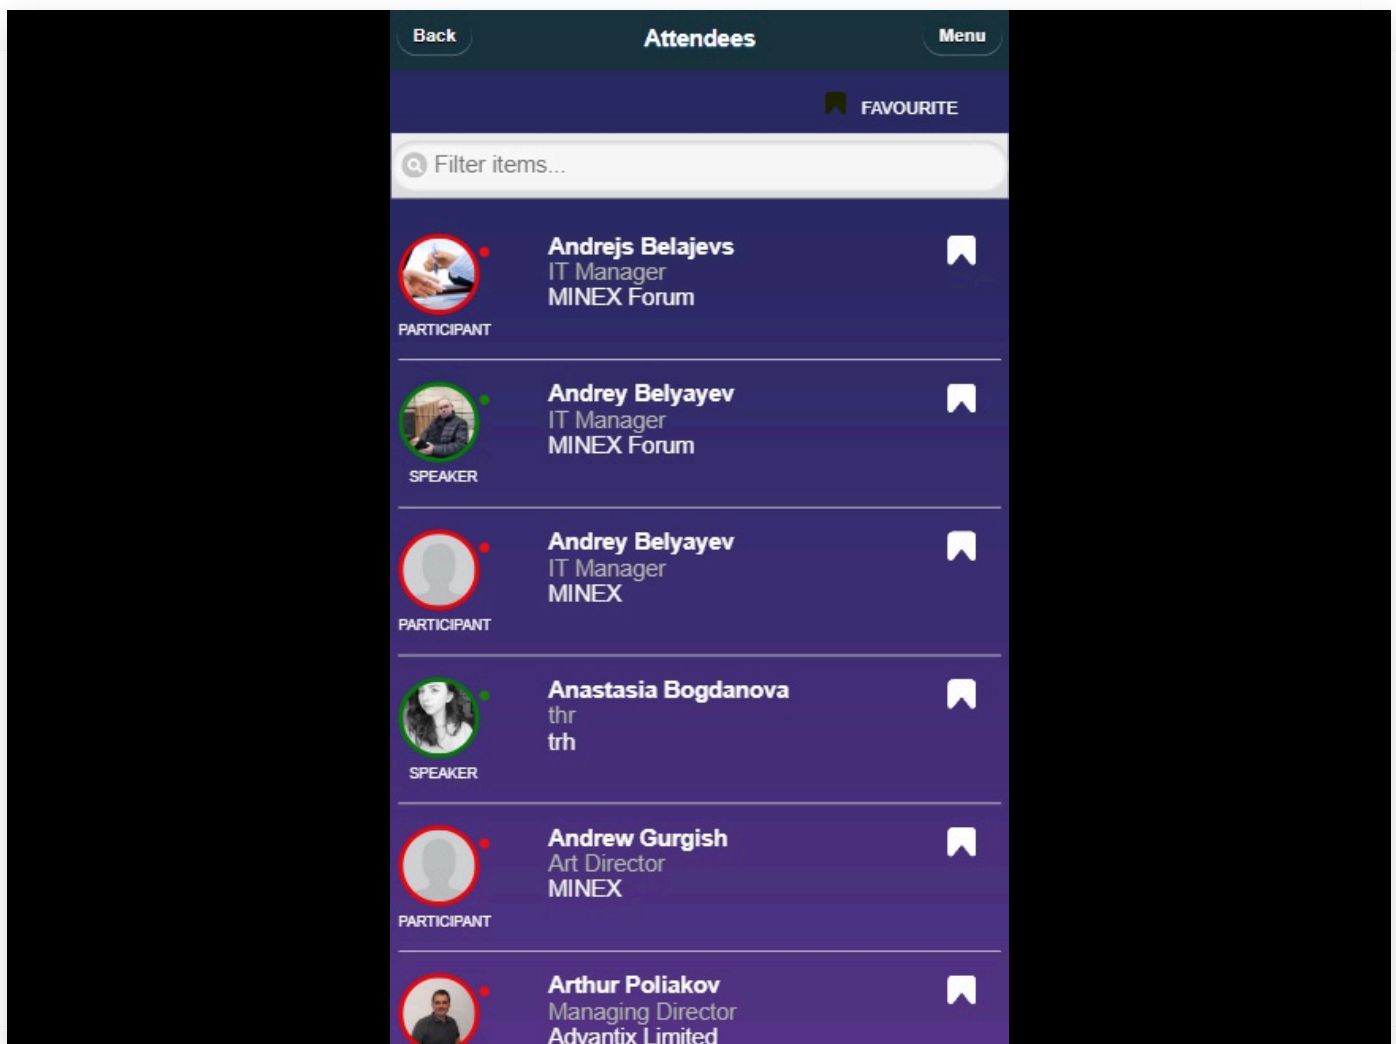 Back
Attendees
Menu
FAVOURITE
Filter items...
Andrejs Belajevs
IT Manager
MINEX Forum
PARTICIPANT
Andrey Belyayev
IT Manager
MINEX Forum
SPEAKER
Andrey Belyayev
IT Manager
MINEX
PARTICIPANT
Anastasia Bogdanova
thr
trh
SPEAKER
Andrew Gurgish
Art Director
MINEX
PARTICIPANT
Arthur Poliakov
Managing Director
Advantix Limited